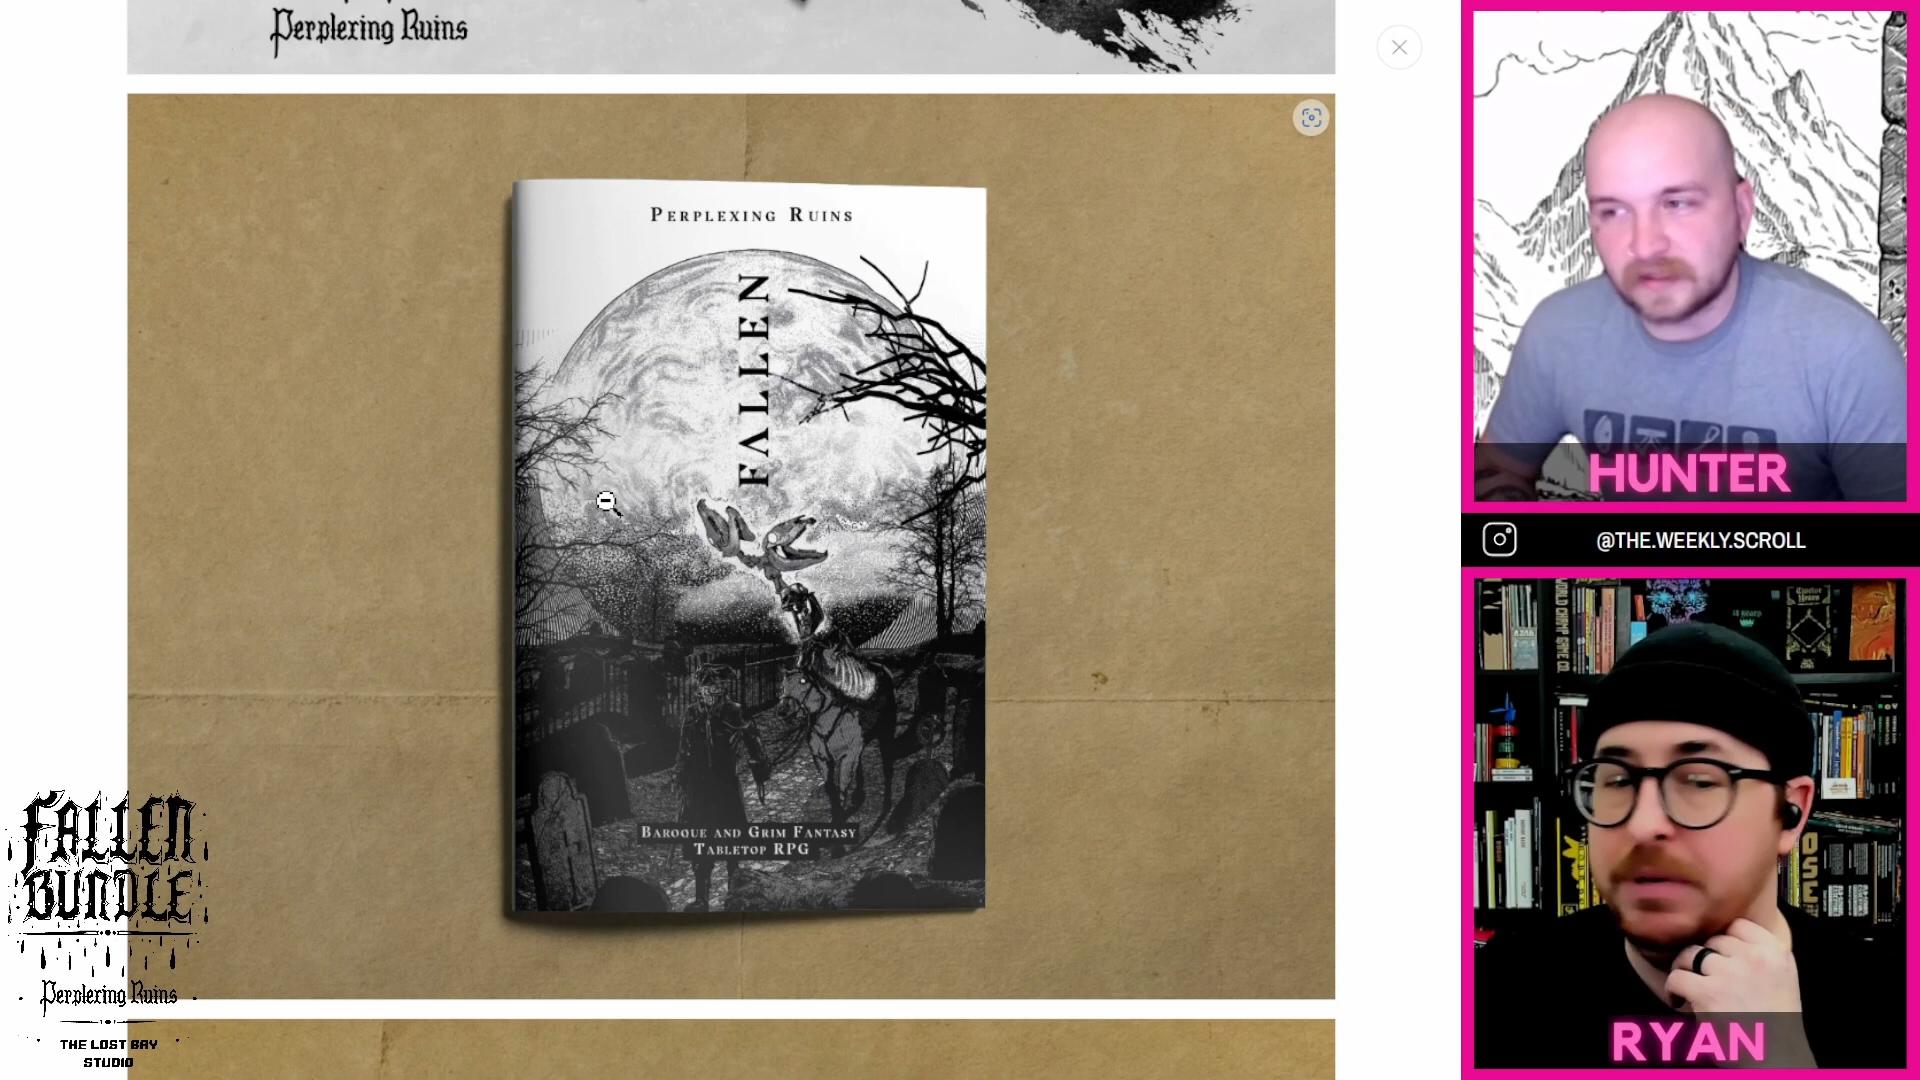 Perplexing Ruins
PERPLEXING RUINS
FALLEN
BAROQUE AND GRIM FANTASY
TABLETOP RPG
FALLEN
BUNDLE
Perplexing Ruins
THE LOST BAY
STUDIO
HUNTER
@THE.WEEKLY.SCROLL
RYAN